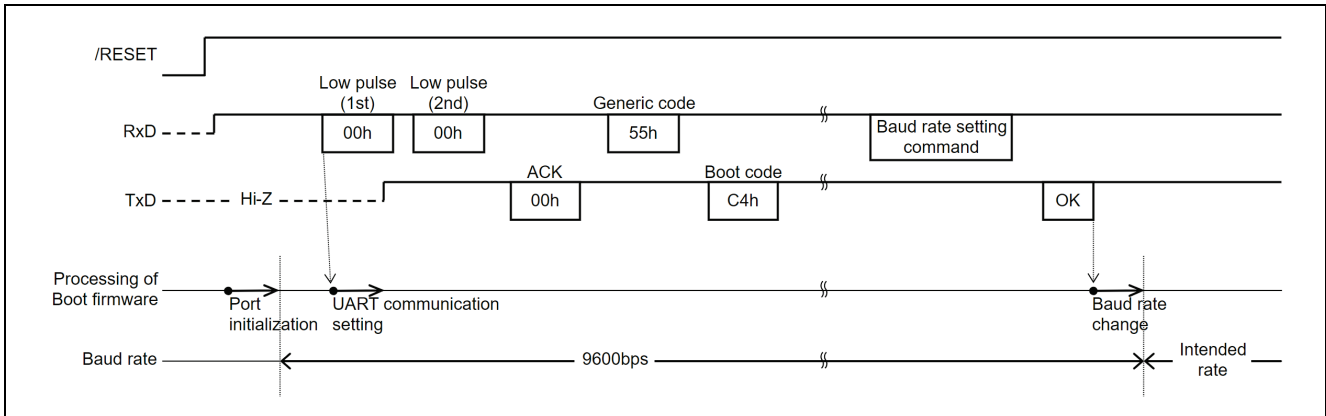 /RESET
Low pulse
(1st)
Low pulse
(2nd)
Generic code
RxD
00h
00h
55h
Baud rate setting
command
ACK
Boot code
TxD
Hi-Z
00h
C4h
OK
Processing of
Boot firmware
Port
initialization
UART communication
setting
Baud rate
change
Baud rate
9600bps
Intended
rate